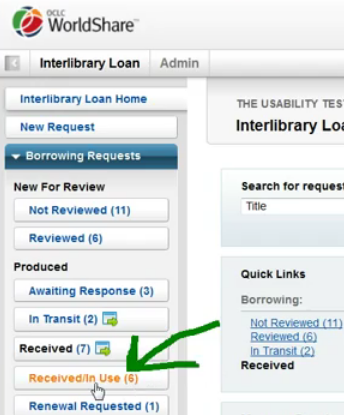 OCLC
WorldShare™
Interlibrary Loan Admin
Interlibrary Loan Home
New Request
Borrowing Requests
New For Review
Not Reviewed (11)
Reviewed (6)
Produced
Awaiting Response (3)
In Transit (2)
Received (7)
Received/In Use (6)
Renewal Requested (1)
THE USABILITY TES
Interlibrary Loa
Search for request
Title
Quick Links
Borrowing:
Not Reviewed (11)
Reviewed (6)
In Transit (2)
Received